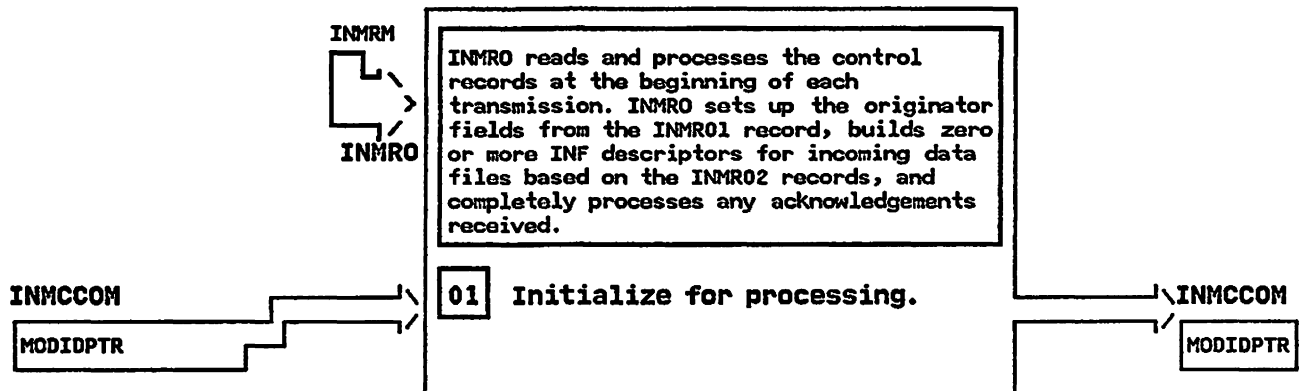 INMRM
INMRO
INMRO reads and processes the control
records at the beginning of each
transmission. INMRO sets up the originator
fields from the INMR01 record, builds zero
or more INF descriptors for incoming data
files based on the INMR02 records, and
completely processes any acknowledgements
received.
INMCCOM
MODIDPTR
01 Initialize for processing.
INMCCOM
MODIDPTR